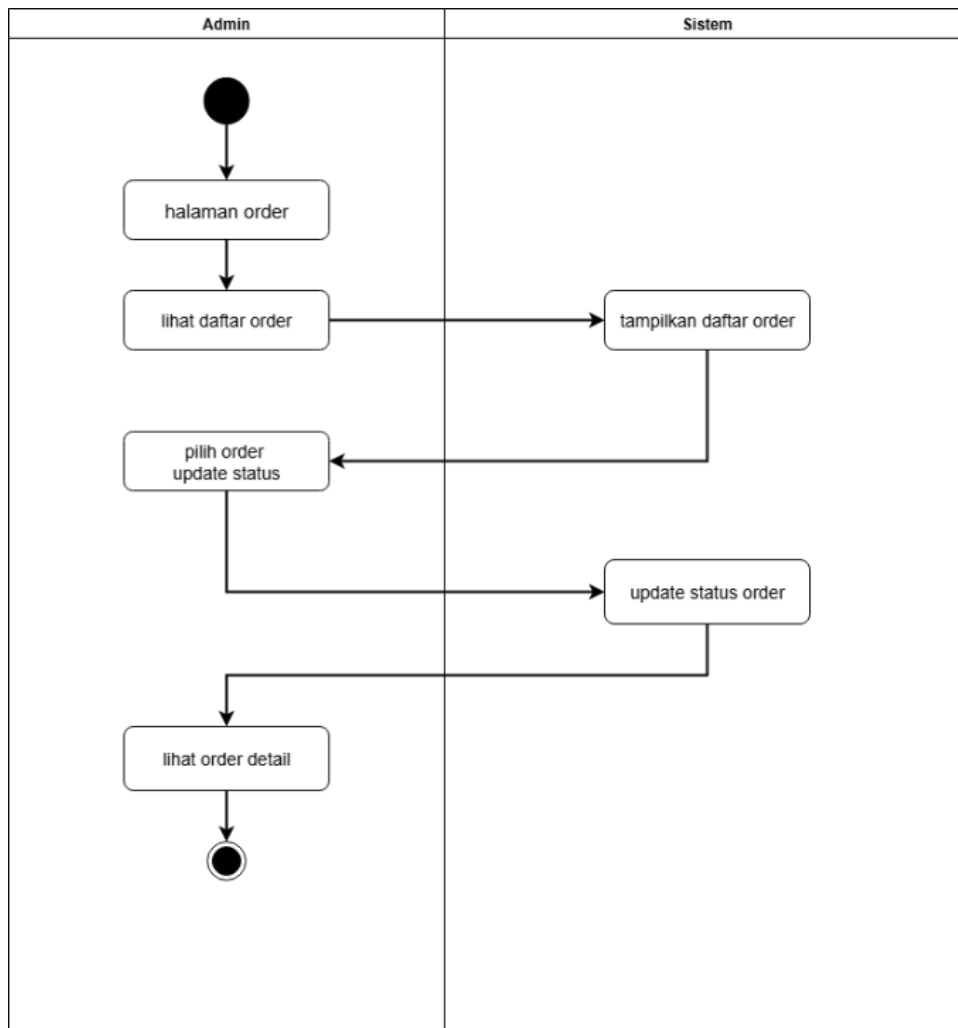 Admin
Sistem
halaman order
lihat daftar order
tampilkan daftar order
pilih order
update status
update status order
lihat order detail